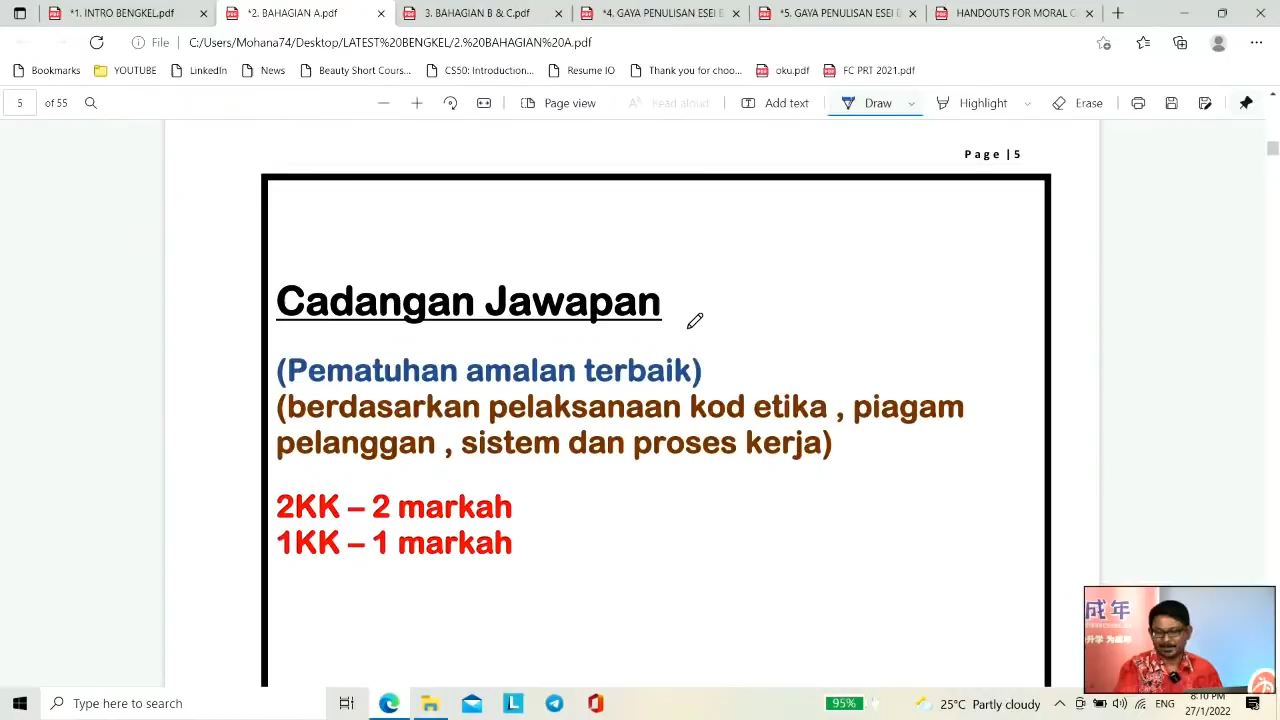 *1. INTRO BENGKEL.pdf
*2. BAHAGIAN A.pdf
3. BAHAGIAN B & C.pdf
*4. GAYA PENULISAN ESEI B
*5. GAYA PENULISAN ESEI B
HANDOUTS FOR MORAL
File
C:/Users/Mohana74/Desktop/LATEST%20BENGKEL/2.%20BAHAGIAN%20A.pdf
Bookmarks
YOUTUBE
LinkedIn
News
Beauty Short Cours...
CS50: Introduction...
Resume IO
Thank you for choo...
oku.pdf
FC PRT 2021.pdf
5 of 55
Page view
Read aloud
Add text
Draw
Highlight
Erase
Page | 5
Cadangan Jawapan
(Pematuhan amalan terbaik)
(berdasarkan pelaksanaan kod etika , piagam
pelanggan , sistem dan proses kerja)
2KK – 2 markah
1KK – 1 markah
成年
升学
Type here to search
95%
25°C Partly cloudy
ENG
8:10 PM
27/1/2022